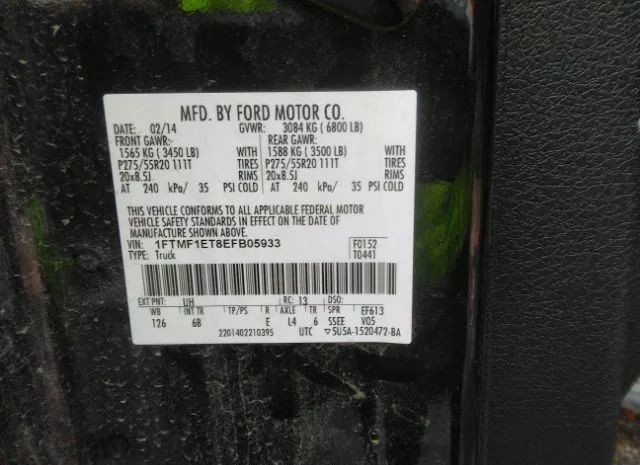 MFD. BY FORD MOTOR CO.
DATE: 02/14 GVWR: 3084 KG ( 6800 LB)
FRONT GAWR:- REAR GAWR:
1565 KG ( 3450 LB) WITH 1588 KG ( 3500 LB) WITH
P275/55R20 111T TIRES P275/55R20 111T TIRES
20x8.5J RIMS 20x8.5J RIMS
AT 240 kPa/ 35 PSI COLD AT 240 kPa/ 35 PSI COLD
THIS VEHICLE CONFORMS TO ALL APPLICABLE FEDERAL MOTOR
VEHICLE SAFETY STANDARDS IN EFFECT ON THE DATE OF
MANUFACTURE SHOWN ABOVE.
VIN: 1FTMF1ET8EFB05933 F0152
TYPE: Truck T0441
EXT PNT: UH RC: 13 DSO:
WB INT TR TP/PS R AXLE TR SPR EF613
126 6B E L4 6 SSEE V05
2201402210395 UTC ▽5U5A-1520472-BA